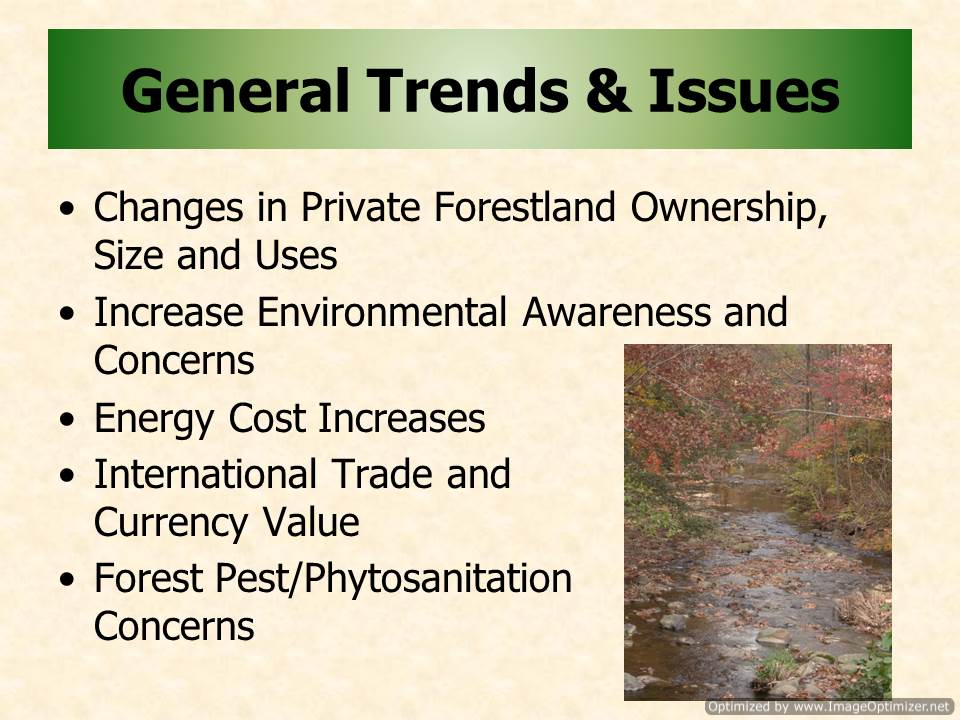 General Trends & Issues
• Changes in Private Forestland Ownership,
Size and Uses
• Increase Environmental Awareness and
Concerns
• Energy Cost Increases
• International Trade and
Currency Value
• Forest Pest/Phytosanitation
Concerns
Optimized by www.ImageOptimizer.net